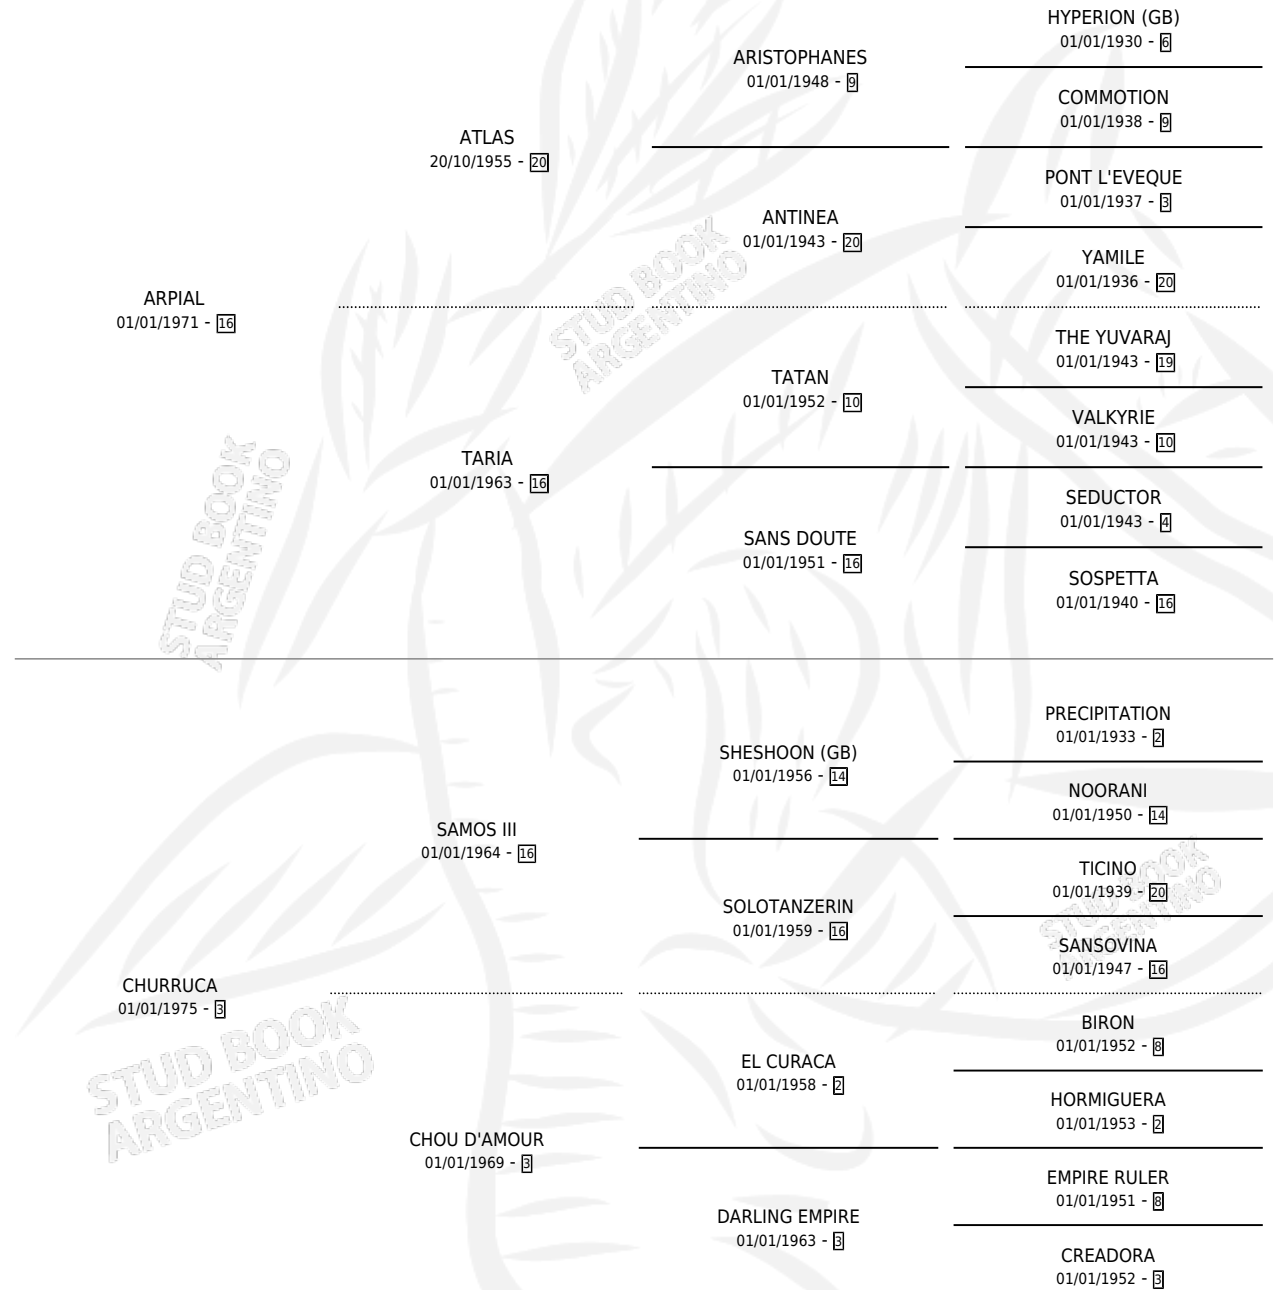 HYPERION (GB)
01/01/1930 - 6
ARISTOPHANES
01/01/1948 - 9
COMMOTION
01/01/1938 - 9
ATLAS
20/10/1955 - 20
PONT L'EVEQUE
01/01/1937 - 3
ANTINEA
01/01/1943 - 20
YAMILE
01/01/1936 - 20
ARPIAL
01/01/1971 - 16
THE YUVARAJ
01/01/1943 - 19
TATAN
01/01/1952 - 10
VALKYRIE
01/01/1943 - 10
TARIA
01/01/1963 - 16
SEDUCTOR
01/01/1943 - 4
SANS DOUTE
01/01/1951 - 16
SOSPETTA
01/01/1940 - 16
PRECIPITATION
01/01/1933 - 2
SHESHOON (GB)
01/01/1956 - 14
NOORANI
01/01/1950 - 14
SAMOS III
01/01/1964 - 16
TICINO
01/01/1939 - 20
SOLOTANZERIN
01/01/1959 - 16
SANSOVINA
01/01/1947 - 16
CHURRUCA
01/01/1975 - 3
BIRON
01/01/1952 - 8
EL CURACA
01/01/1958 - 2
HORMIGUERA
01/01/1953 - 2
CHOU D'AMOUR
01/01/1969 - 3
EMPIRE RULER
01/01/1951 - 8
DARLING EMPIRE
01/01/1963 - 3
CREADORA
01/01/1952 - 3
STUD BOOK
ARGENTINO
STUD BOOK
ARGENTINO
STUD BOOK
ARGENTINO
STUD BOOK
ARGENTINO